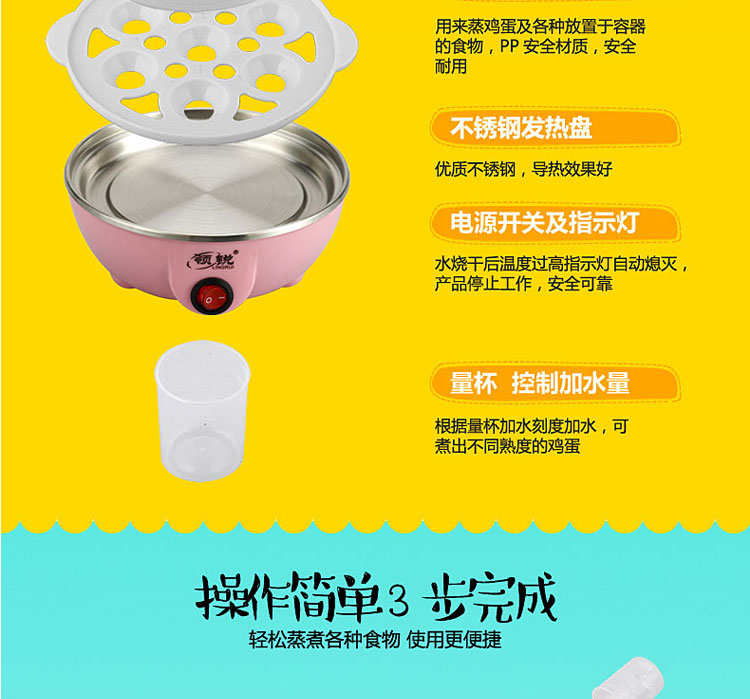 用来蒸鸡蛋及各种放置于容器
的食物，PP 安全材质，安全
耐用
不锈钢发热盘
优质不锈钢，导热效果好
电源开关及指示灯
水烧干后温度过高指示灯自动熄灭，
产品停止工作，安全可靠
領銳®
LINGRUI
量杯 控制加水量
根据量杯加水刻度加水，可
煮出不同熟度的鸡蛋
操作简单3 步完成
轻松蒸煮各种食物 使用更便捷